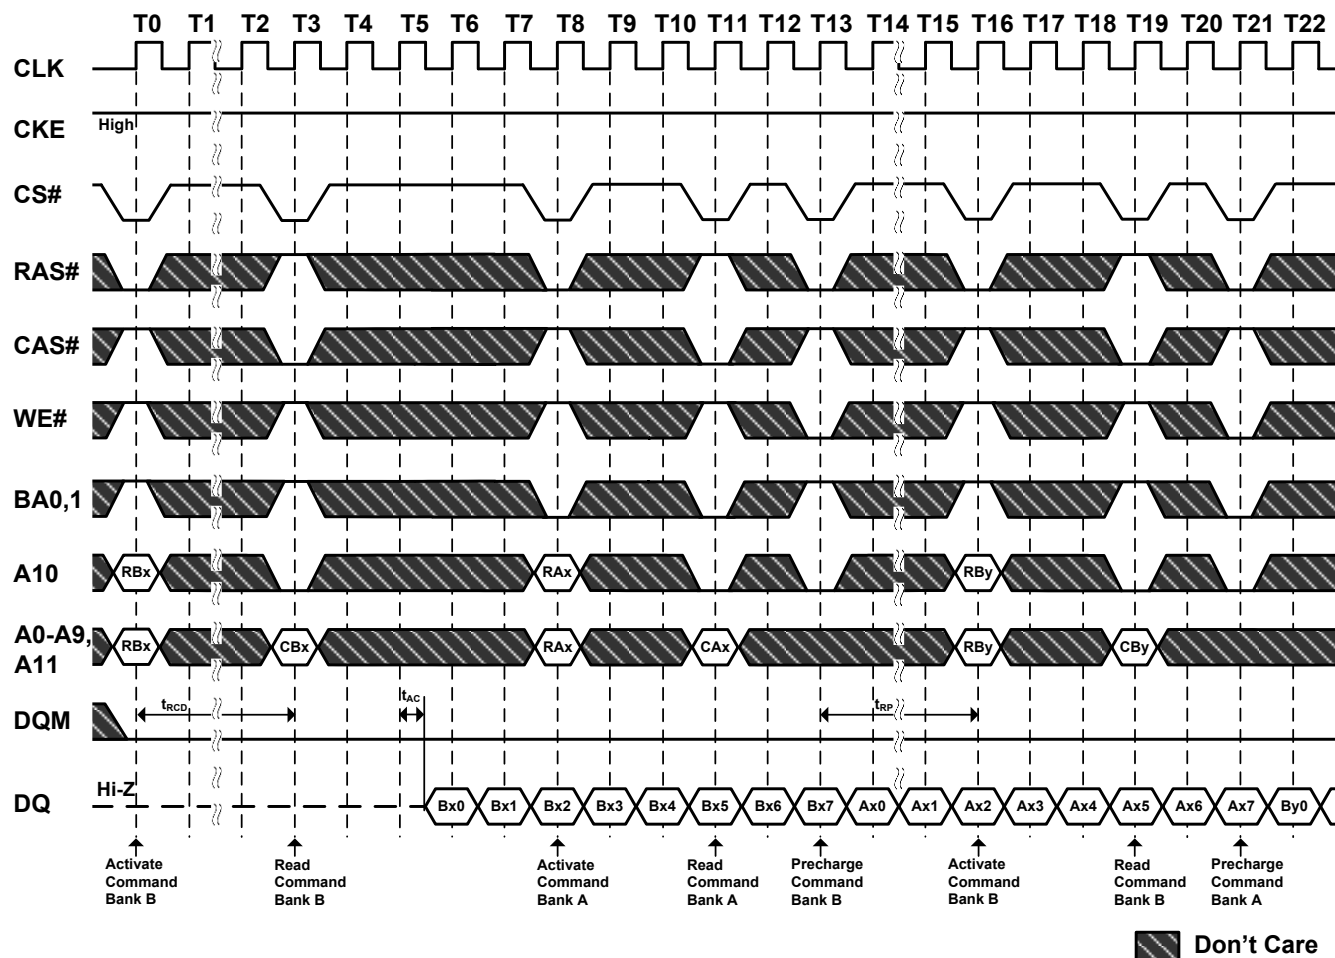 T0 T1 T2 T3 T4 T5 T6 T7 T8 T9 T10 T11 T12 T13 T14 T15 T16 T17 T18 T19 T20 T21 T22
CLK
CKE High
CS#
RAS#
CAS#
WE#
BA0,1
A10 RBx RAx RBy
A0-A9,
A11
RBx CBx RAx CAx RBy CBy
DQM tRCD tAC tRP
DQ Hi-Z Bx0 Bx1 Bx2 Bx3 Bx4 Bx5 Bx6 Bx7 Ax0 Ax1 Ax2 Ax3 Ax4 Ax5 Ax6 Ax7 By0
Activate
Command
Bank B
Read
Command
Bank B
Activate
Command
Bank A
Read
Command
Bank A
Precharge
Command
Bank B
Activate
Command
Bank B
Read
Command
Bank B
Precharge
Command
Bank A
Don't Care